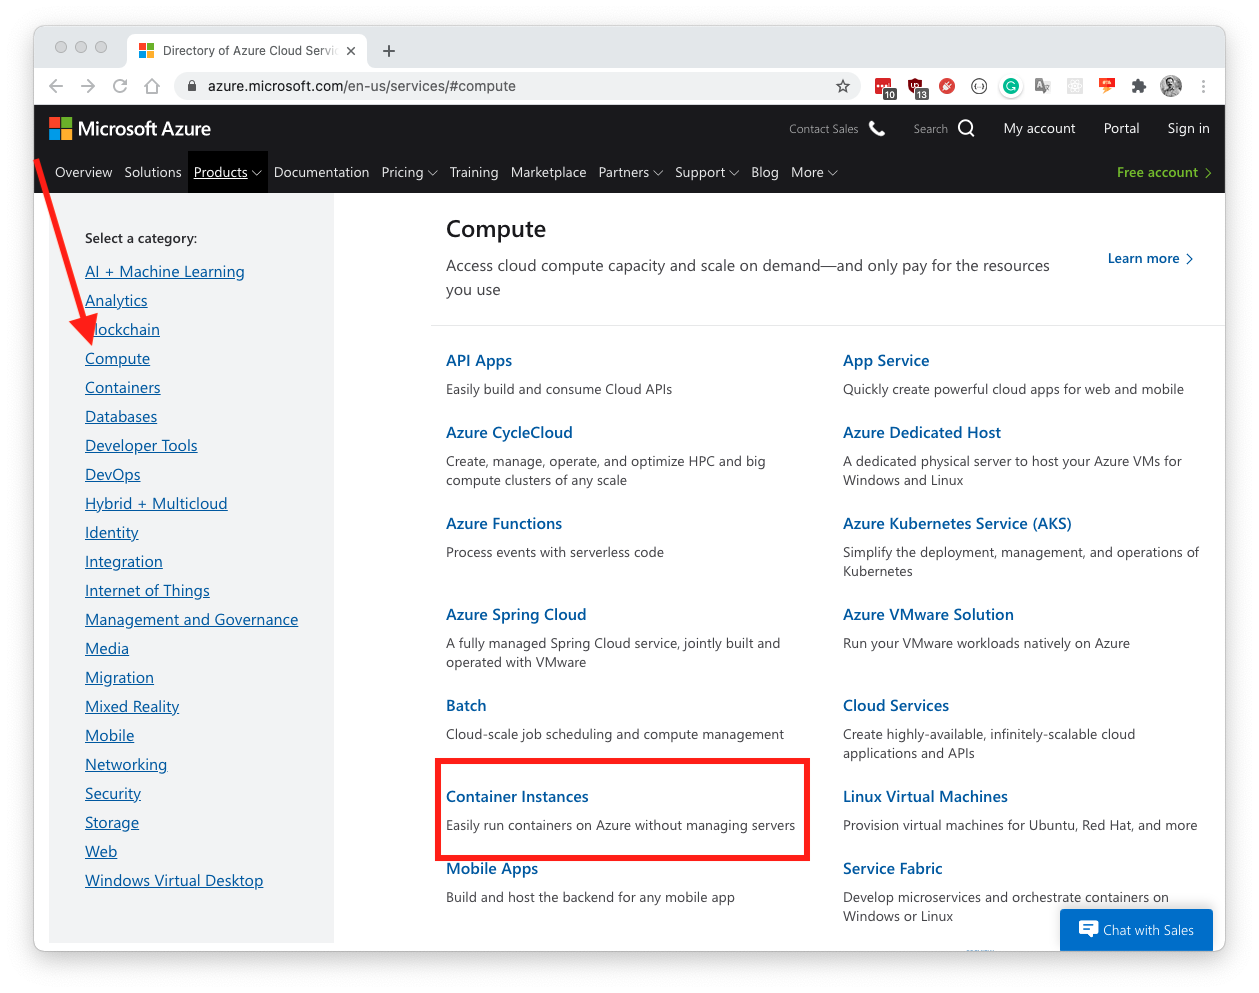 Directory of Azure Cloud Servic
azure.microsoft.com/en-us/services/#compute
10
13
Microsoft Azure
Contact Sales
Search
My account
Portal
Sign in
Overview
Solutions
Products
Documentation
Pricing
Training
Marketplace
Partners
Support
Blog
More
Free account
Select a category:
AI + Machine Learning
Analytics
lockchain
Compute
Containers
Databases
Developer Tools
DevOps
Hybrid + Multicloud
Identity
Integration
Internet of Things
Management and Governance
Media
Migration
Mixed Reality
Mobile
Networking
Security
Storage
Web
Windows Virtual Desktop
Compute
Access cloud compute capacity and scale on demand—and only pay for the resources
you use
Learn more
API Apps
Easily build and consume Cloud APIs
App Service
Quickly create powerful cloud apps for web and mobile
Azure CycleCloud
Create, manage, operate, and optimize HPC and big
compute clusters of any scale
Azure Dedicated Host
A dedicated physical server to host your Azure VMs for
Windows and Linux
Azure Functions
Process events with serverless code
Azure Kubernetes Service (AKS)
Simplify the deployment, management, and operations of
Kubernetes
Azure Spring Cloud
A fully managed Spring Cloud service, jointly built and
operated with VMware
Azure VMware Solution
Run your VMware workloads natively on Azure
Batch
Cloud-scale job scheduling and compute management
Cloud Services
Create highly-available, infinitely-scalable cloud
applications and APIs
Container Instances
Easily run containers on Azure without managing servers
Linux Virtual Machines
Provision virtual machines for Ubuntu, Red Hat, and more
Mobile Apps
Build and host the backend for any mobile app
Service Fabric
Develop microservices and orchestrate containers on
Windows or Linux
Chat with Sales